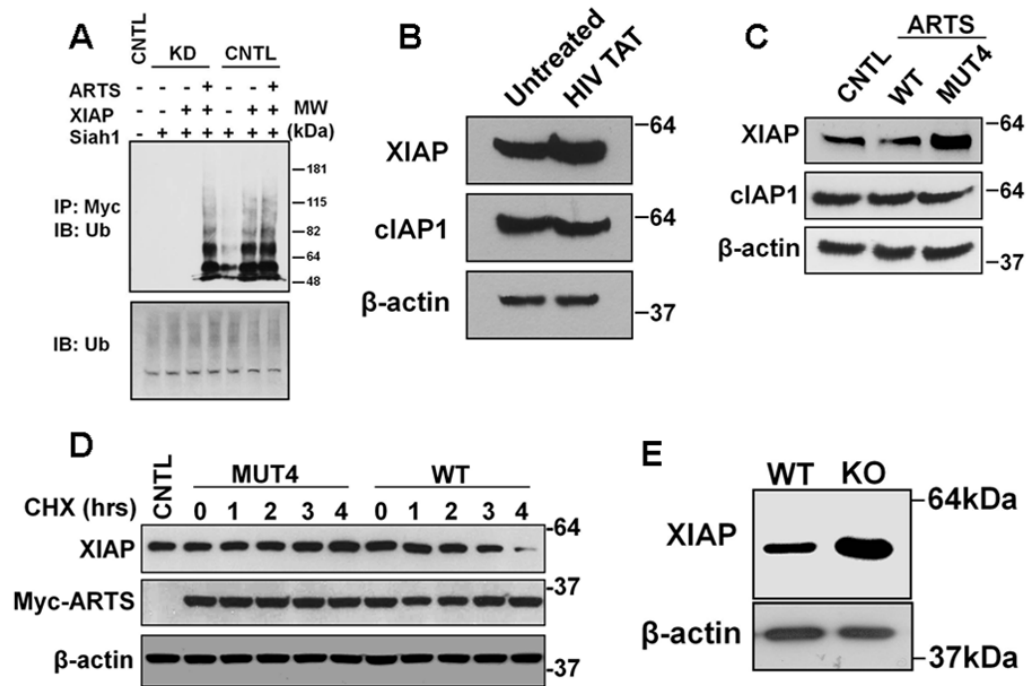 A
CNTL
KD CNTL
ARTS - - - + - - +
XIAP - - + + - + + MW
Siah1 - + + + + + + (kDa)
IP: Myc
IB: Ub
181
115
82
64
48
IB: Ub
B
Untreated HIV TAT
XIAP 64
cIAP1 64
β-actin 37
C
ARTS
CNTL WT MUT4
XIAP 64
cIAP1 64
β-actin 37
D
CNTL MUT4 WT
CHX (hrs) 0 1 2 3 4 0 1 2 3 4
XIAP 64
Myc-ARTS 37
β-actin 37
E
WT KO
XIAP 64kDa
β-actin 37kDa